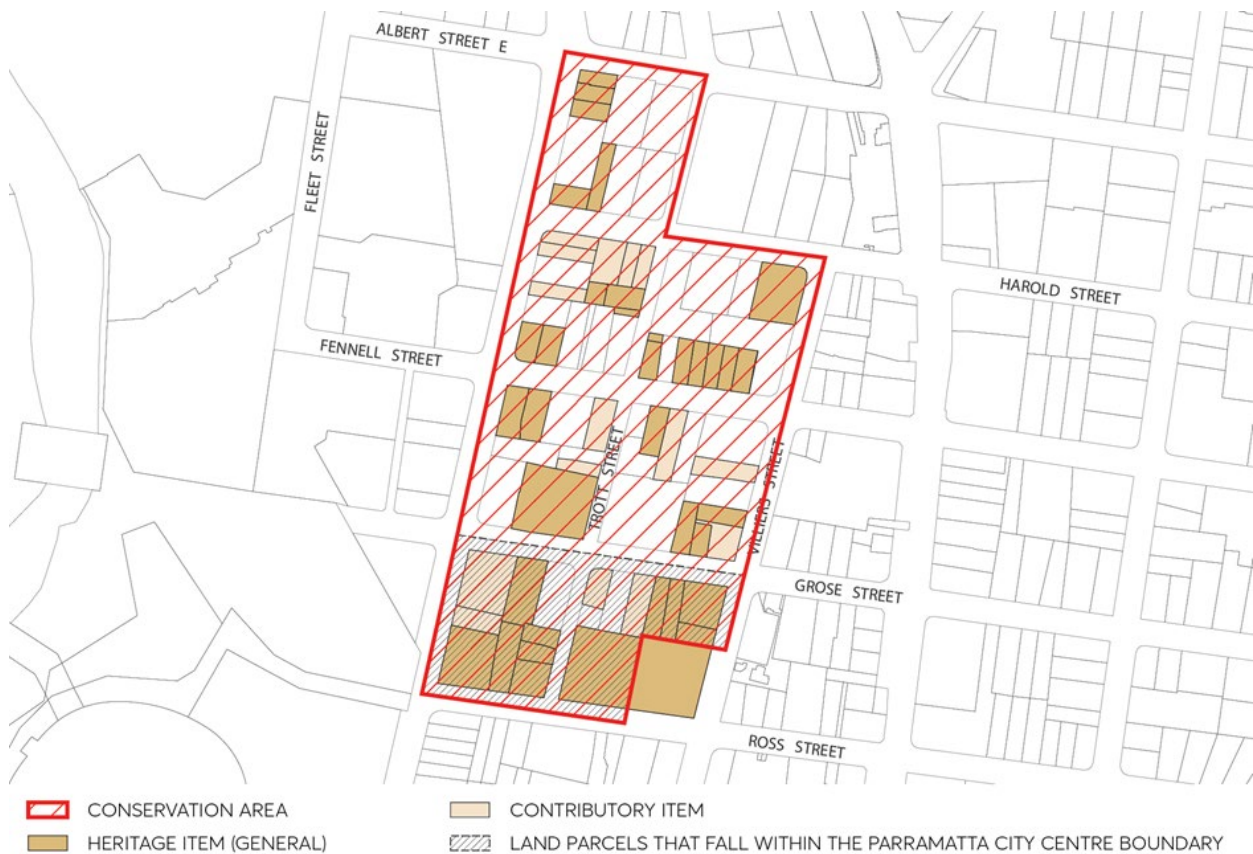 ALBERT STREET E
FLEET STREET
HAROLD STREET
FENNELL STREET
TROTT STREET
VILLIERS STREET
GROSE STREET
ROSS STREET
CONSERVATION AREA
CONTRIBUTORY ITEM
HERITAGE ITEM (GENERAL)
LAND PARCELS THAT FALL WITHIN THE PARRAMATTA CITY CENTRE BOUNDARY